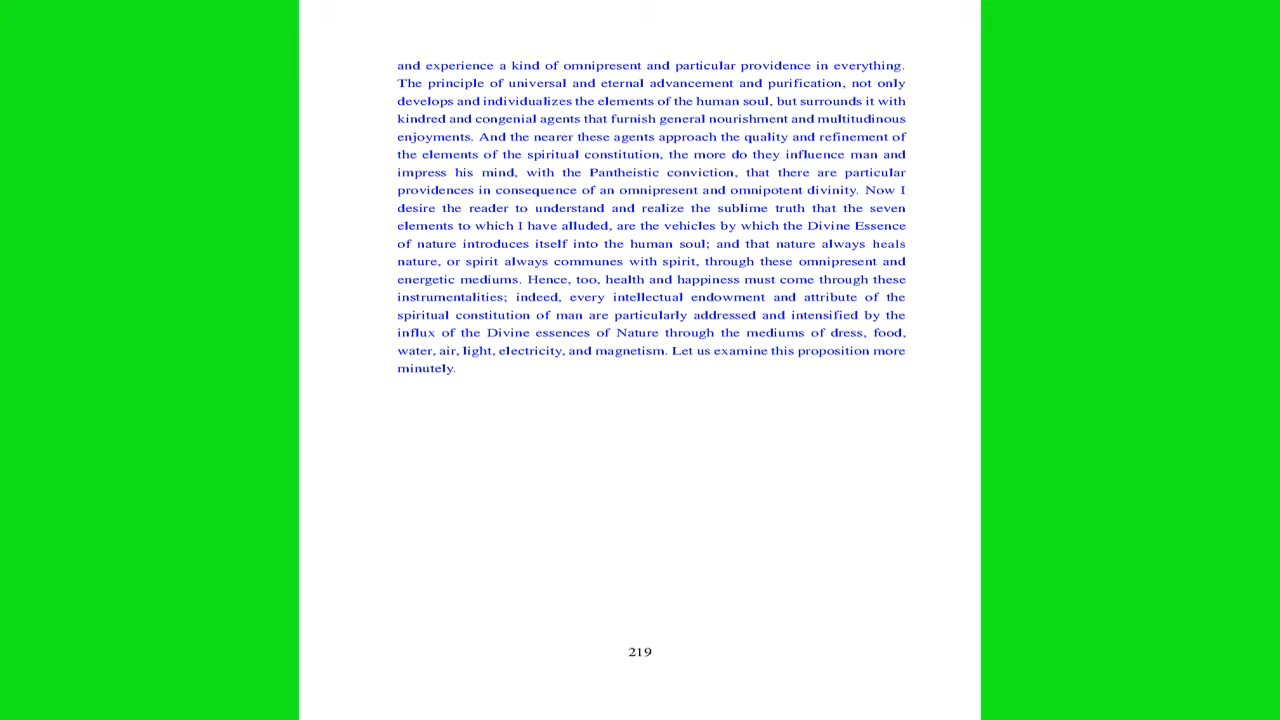 and experience a kind of omnipresent and particular providence in everything.
The principle of universal and eternal advancement and purification, not only
develops and individualizes the elements of the human soul, but surrounds it with
kindred and congenial agents that furnish general nourishment and multitudinous
enjoyments. And the nearer these agents approach the quality and refinement of
the elements of the spiritual constitution, the more do they influence man and
impress his mind, with the Pantheistic conviction, that there are particular
providences in consequence of an omnipresent and omnipotent divinity. Now I
desire the reader to understand and realize the sublime truth that the seven
elements to which I have alluded, are the vehicles by which the Divine Essence
of nature introduces itself into the human soul; and that nature always heals
nature, or spirit always communes with spirit, through these omnipresent and
energetic mediums. Hence, too, health and happiness must come through these
instrumentalities; indeed, every intellectual endowment and attribute of the
spiritual constitution of man are particularly addressed and intensified by the
influx of the Divine essences of Nature through the mediums of dress, food,
water, air, light, electricity, and magnetism. Let us examine this proposition more
minutely.
219